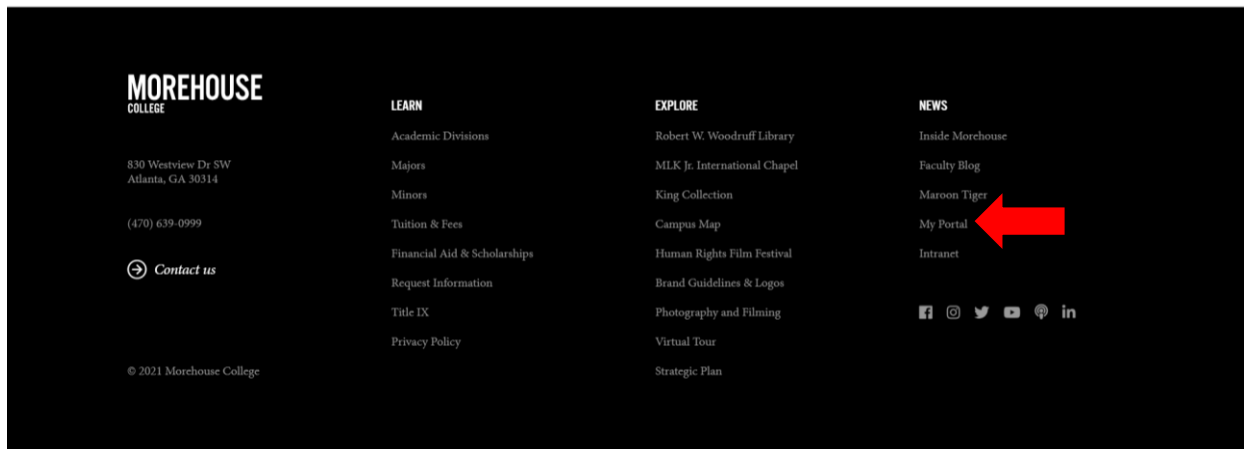 MOREHOUSE
COLLEGE
830 Westview Dr SW
Atlanta, GA 30314
(470) 639-0999
Contact us
© 2021 Morehouse College
LEARN
Academic Divisions
Majors
Minors
Tuition & Fees
Financial Aid & Scholarships
Request Information
Title IX
Privacy Policy
EXPLORE
Robert W. Woodruff Library
MLK Jr. International Chapel
King Collection
Campus Map
Human Rights Film Festival
Brand Guidelines & Logos
Photography and Filming
Virtual Tour
Strategic Plan
NEWS
Inside Morehouse
Faculty Blog
Maroon Tiger
My Portal
Intranet